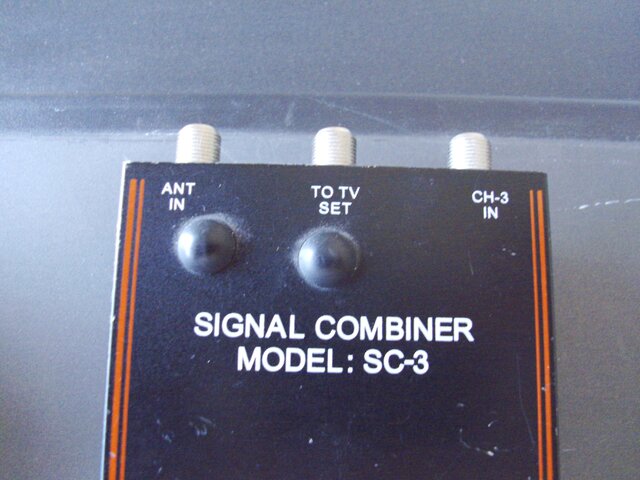 ANT
IN
TO TV
SET
CH-3
IN
SIGNAL COMBINER
MODEL: SC-3